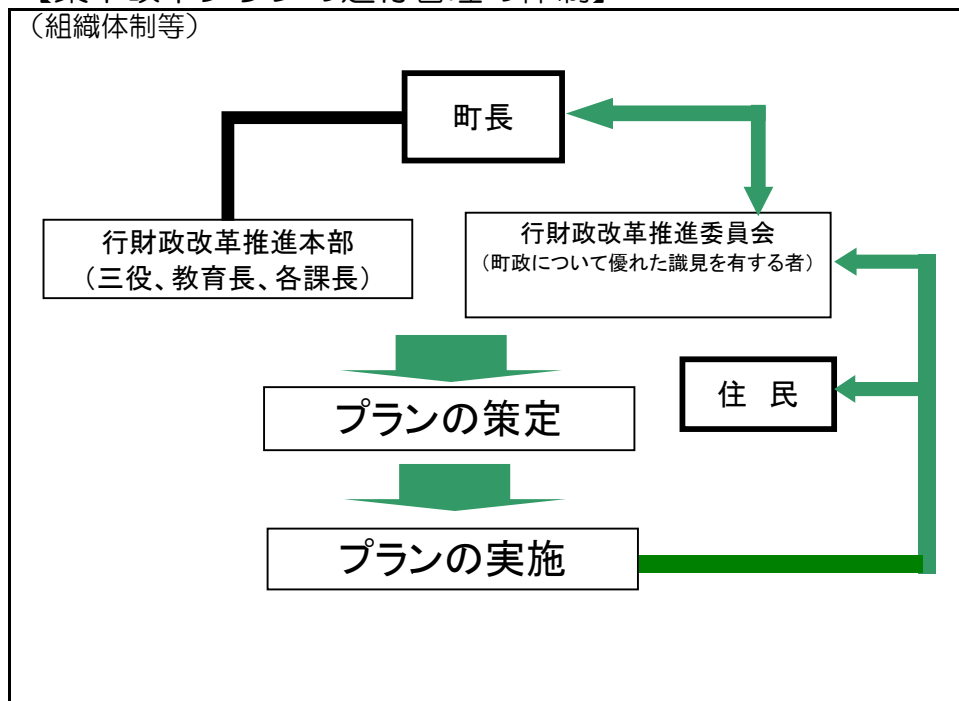 （組織体制等）
町長
行財政改革推進本部
（三役、教育長、各課長）
行財政改革推進委員会
（町政について優れた識見を有する者）
プランの策定
住 民
プランの実施